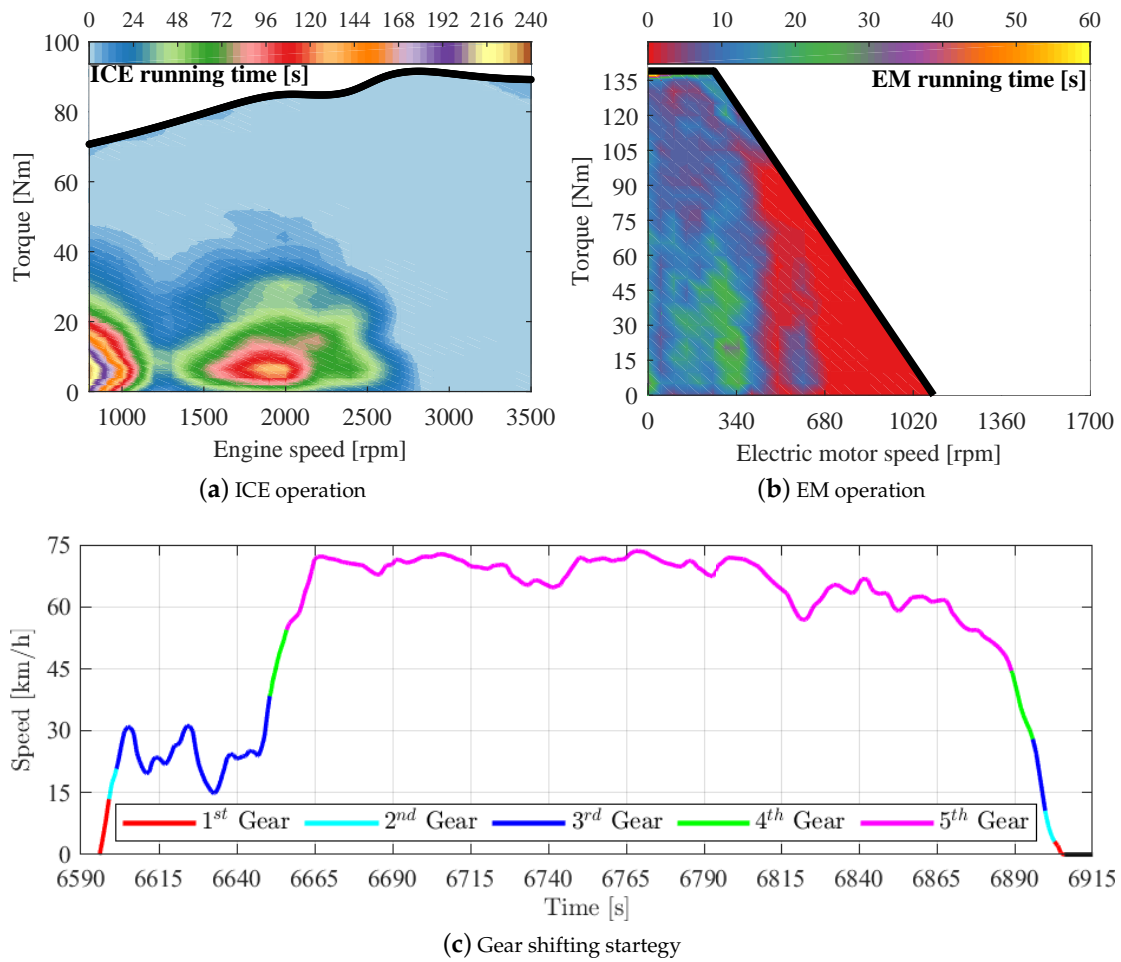 0 24 48 72 96 120 144 168 192 216 240
100
ICE running time [s]
80
60
40
20
0
Torque [Nm]
1000 1500 2000 2500 3000 3500
Engine speed [rpm]
(a) ICE operation
0 10 20 30 40 50 60
EM running time [s]
135
120
105
90
75
60
45
30
15
0
Torque [Nm]
0 340 680 1020 1360 1700
Electric motor speed [rpm]
(b) EM operation
75
60
45
30
15
0
Speed [km/h]
1st Gear 2nd Gear 3rd Gear 4th Gear 5th Gear
6590 6615 6640 6665 6690 6715 6740 6765 6790 6815 6840 6865 6890 6915
Time [s]
(c) Gear shifting startegy